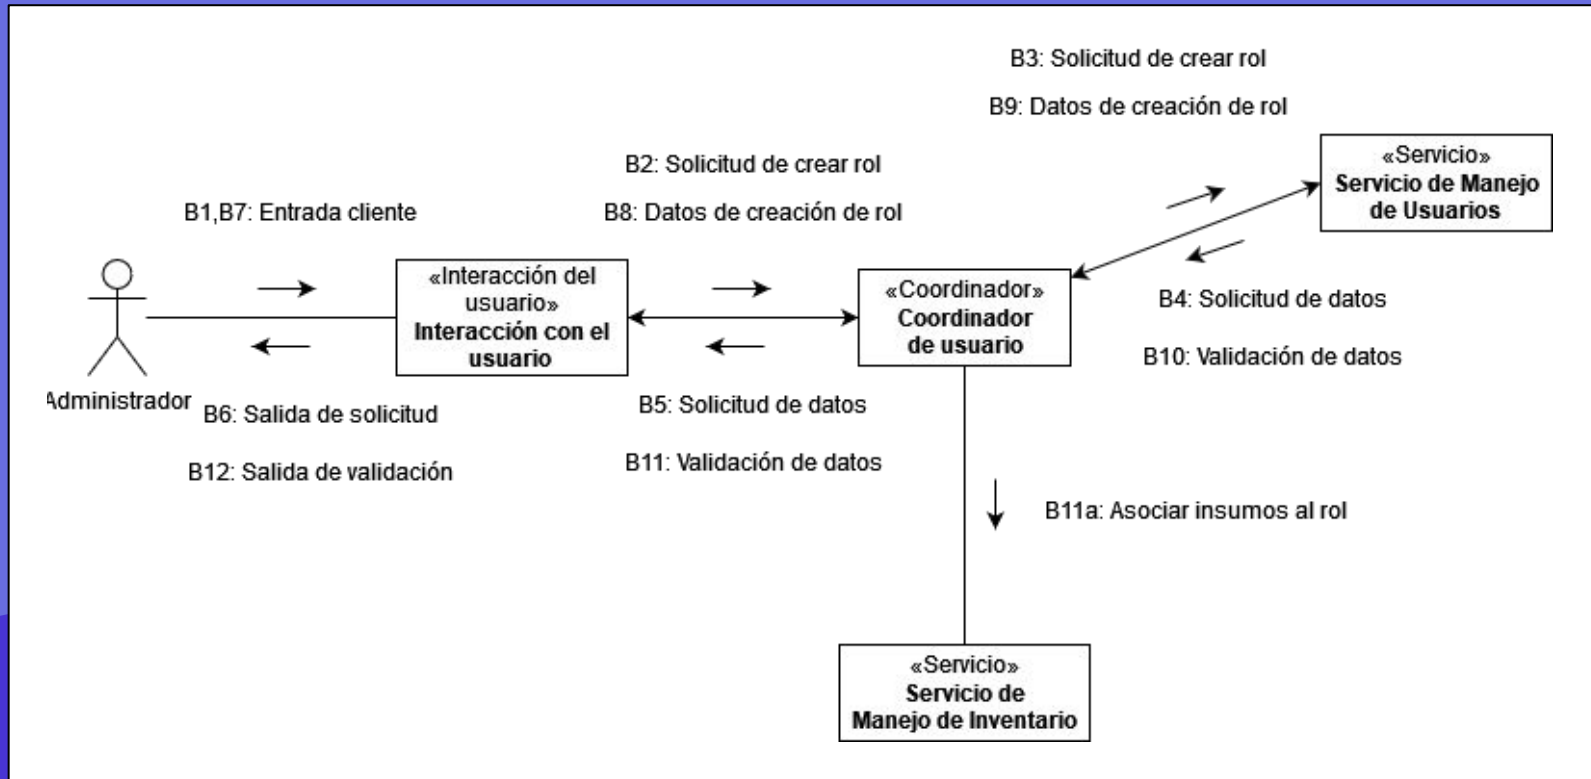 B3: Solicitud de crear rol
B9: Datos de creación de rol
«Servicio»
Servicio de Manejo
de Usuarios
B2: Solicitud de crear rol
B8: Datos de creación de rol
B1,B7: Entrada cliente
«Interacción del
usuario»
Interacción con el
usuario
«Coordinador»
Coordinador
de usuario
B4: Solicitud de datos
B10: Validación de datos
Administrador
B6: Salida de solicitud
B12: Salida de validación
B5: Solicitud de datos
B11: Validación de datos
B11a: Asociar insumos al rol
«Servicio»
Servicio de
Manejo de Inventario